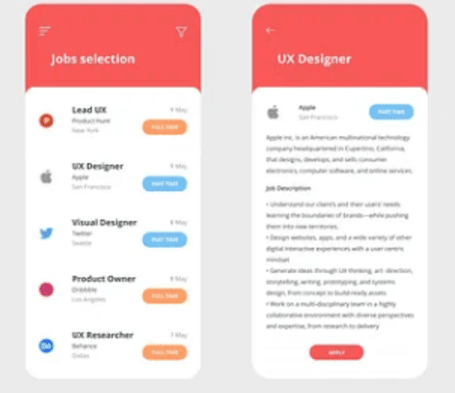 Jobs selection
Lead UX
9 May
Product Hunt
FULL TIME
New York
UX Designer
9 May
Apple
PART TIME
San Francisco
Visual Designer
8 May
Twitter
PART TIME
Seattle
Product Owner
8 May
Dribbble
FULL TIME
Los Angeles
UX Researcher
7 May
Behance
FULL TIME
Dallas
UX Designer
Apple
PART TIME
San Francisco
Apple Inc. is an American multinational technology
company headquartered in Cupertino, California,
that designs, develops, and sells consumer
electronics, computer software, and online services.
Job Description
• Understand our client's and their users' needs
learning the boundaries of brands—while pushing
them into new territories.
• Design websites, apps, and a wide variety of other
digital interactive experiences with a user centric
mindset
• Generate ideas through UX thinking, art direction,
storytelling, writing, prototyping, and systems
design, from concept to build ready assets
• Work on a multi-disciplinary team in a highly
collaborative environment with diverse perspectives
and expertise, from research to delivery
APPLY